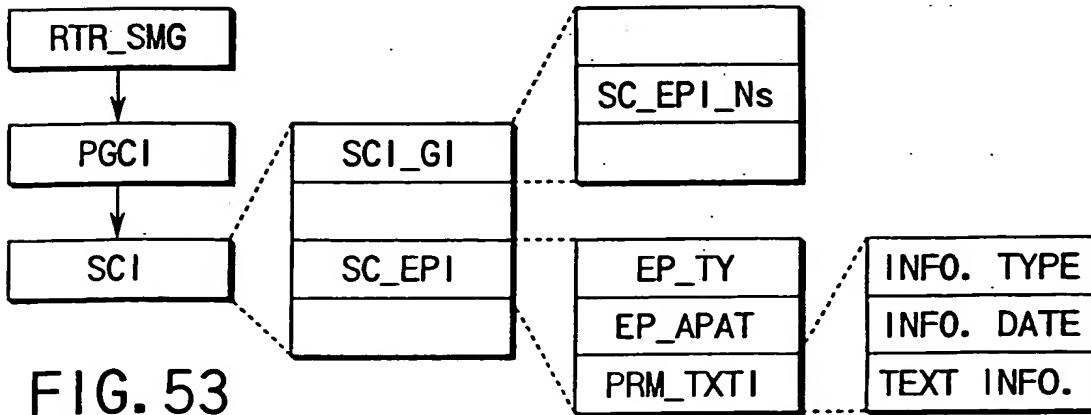 RTR_SMG
PGCI
SCI
SCI_GI
SC_EPI
SC_EPI_Ns
EP_TY
EP_APAT
PRM_TXTI
INFO. TYPE
INFO. DATE
TEXT INFO.
FIG. 53